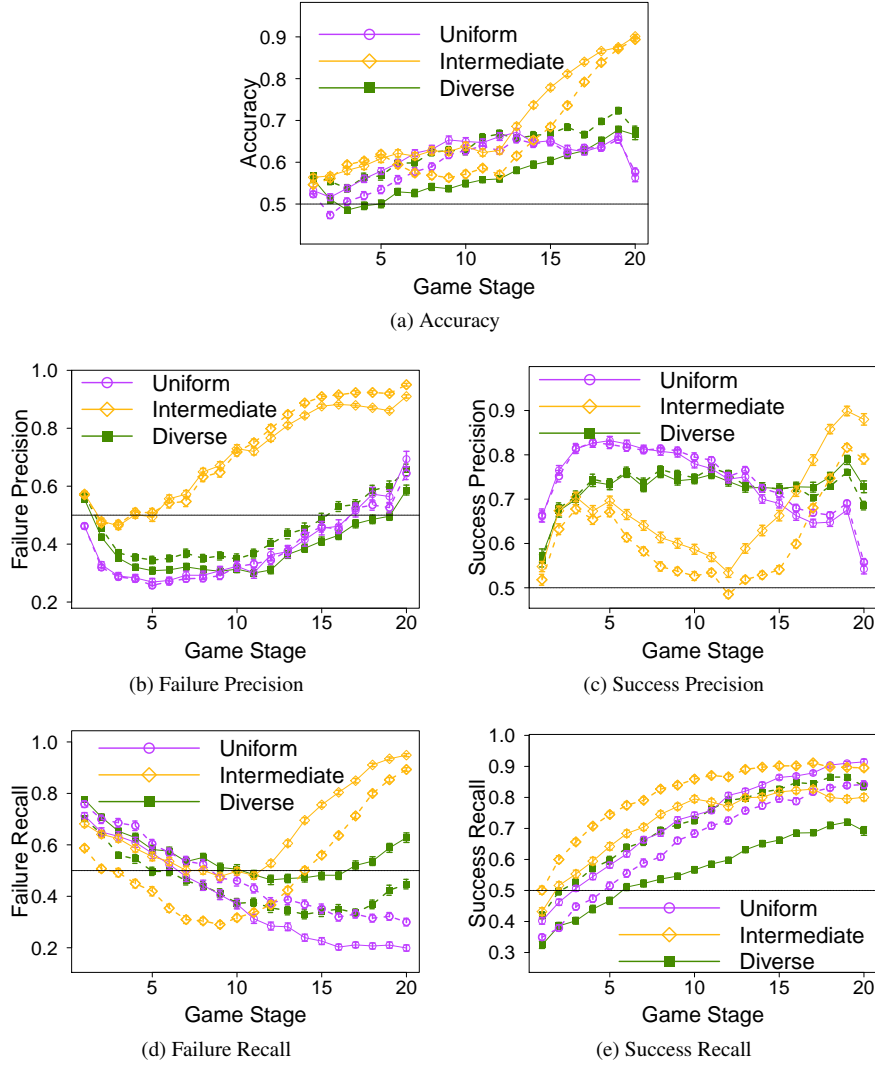 0.9
0.8
0.7
0.6
0.5
Accuracy
Uniform
Intermediate
Diverse
5 10 15 20
Game Stage
(a) Accuracy
1.0
0.8
0.6
0.4
0.2
Failure Precision
Uniform
Intermediate
Diverse
5 10 15 20
Game Stage
(b) Failure Precision
0.9
0.8
0.7
0.6
0.5
Success Precision
Uniform
Intermediate
Diverse
5 10 15 20
Game Stage
(c) Success Precision
1.0
0.8
0.6
0.4
0.2
Failure Recall
Uniform
Intermediate
Diverse
5 10 15 20
Game Stage
(d) Failure Recall
1.0
0.9
0.8
0.7
0.6
0.5
0.4
0.3
Success Recall
Uniform
Intermediate
Diverse
5 10 15 20
Game Stage
(e) Success Recall